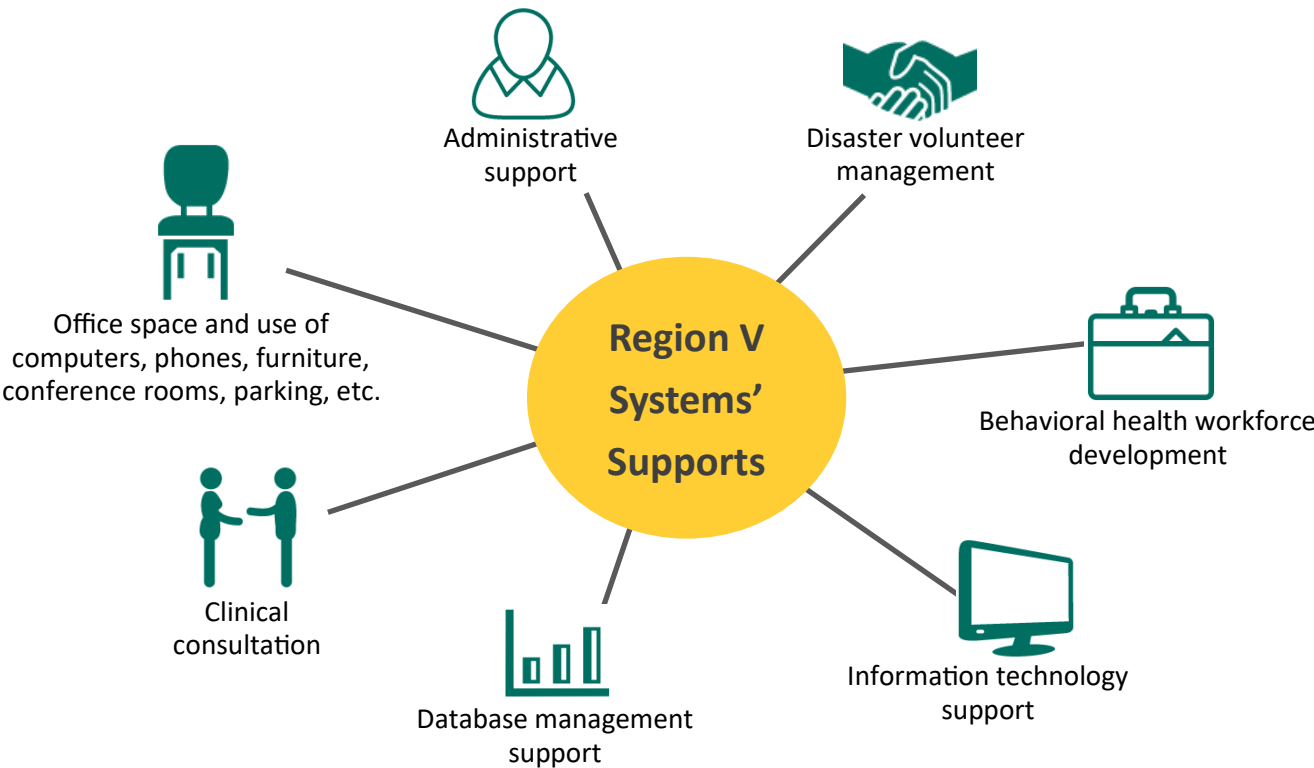 Administrative
support
Disaster volunteer
management
Office space and use of
computers, phones, furniture,
conference rooms, parking, etc.
Region V
Systems’
Supports
Behavioral health workforce
development
Clinical
consultation
Information technology
support
Database management
support